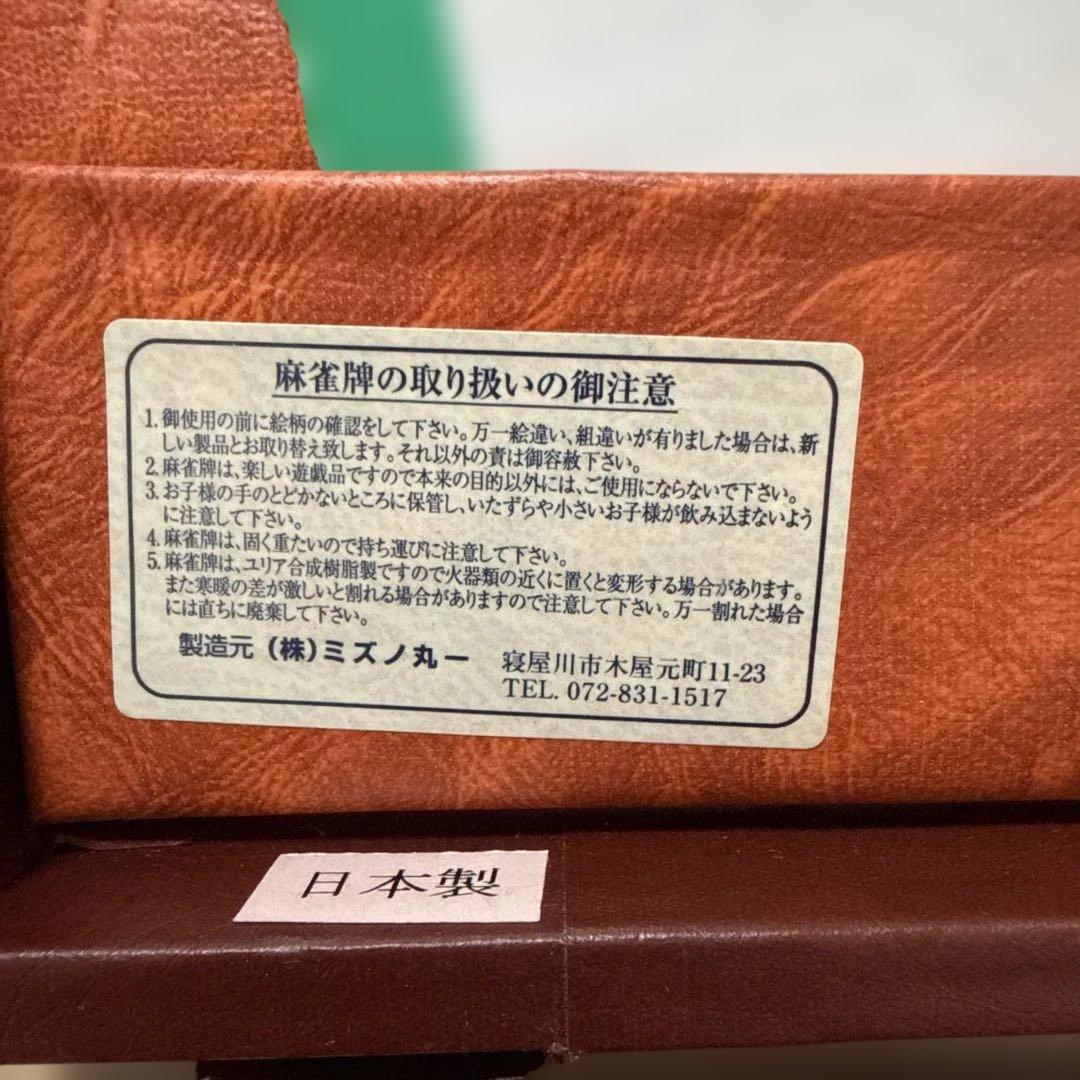 麻雀牌の取り扱いの御注意
1. 御使用の前に絵柄の確認をして下さい。万一絵違い、組違いが有りました場合は、新
しい製品とお取り替え致します。それ以外の責は御容赦下さい。
2. 麻雀牌は、楽しい遊戯品ですので本来の目的以外には、ご使用にならないで下さい。
3. お子様の手のとどかないところに保管し、いたずらや小さいお子様が飲み込まないよう
に注意して下さい。
4. 麻雀牌は、固く重たいので持ち運びに注意して下さい。
5. 麻雀牌は、ユリア合成樹脂製ですので火器類の近くに置くと変形する場合があります。
また寒暖の差が激しいと割れる場合がありますので注意して下さい。万一割れた場合
には直ちに廃棄して下さい。
製造元 (株)ミズノ丸一 寝屋川市木屋元町11-23
TEL. 072-831-1517
日本製